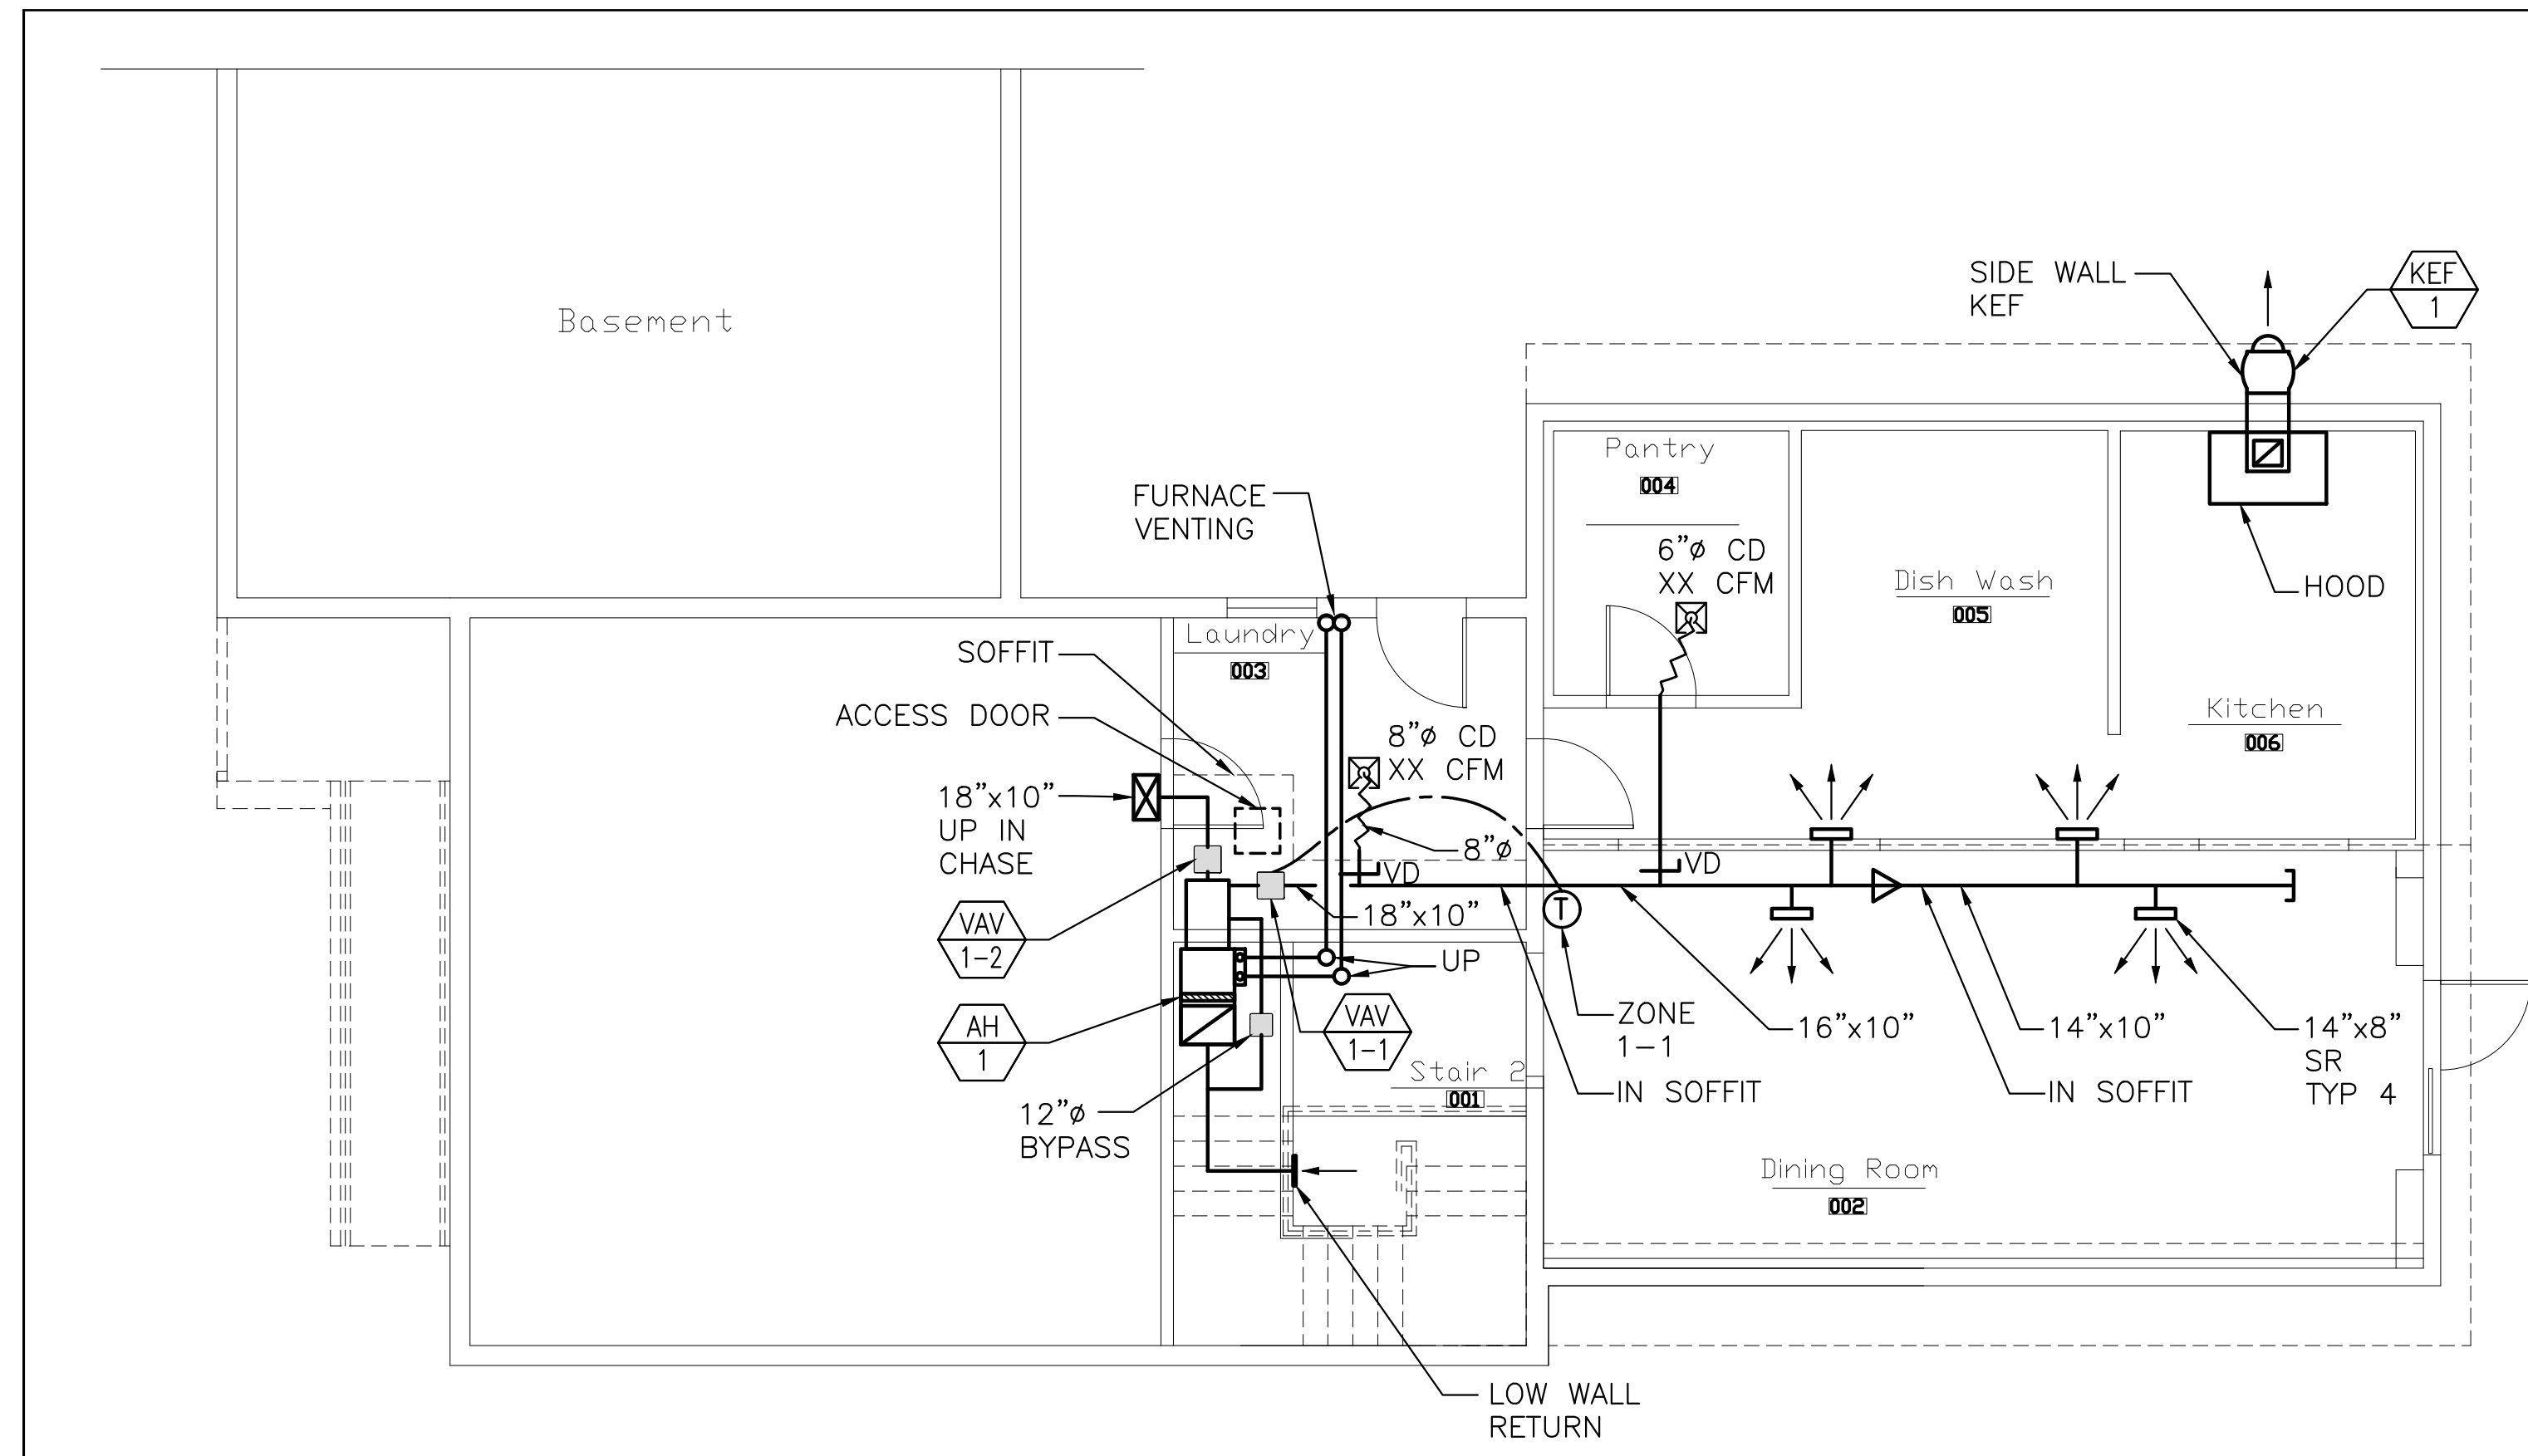 SIDE WALL
KEF
KEF
1
Basement
Pantry
004
FURNACE
VENTING
6"ø CD
XX CFM
Dish Wash
005
HOOD
Laundry
003
SOFFIT
ACCESS DOOR
Kitchen
006
8"ø CD
XX CFM
18"x10"
UP IN
CHASE
8"ø
VD
VD
18"x10"
T
VAV
1-2
UP
AH
1
VAV
1-1
ZONE
1-1
16"x10"
14"x10"
14"x8"
SR
TYP 4
IN SOFFIT
IN SOFFIT
Stair 2
001
12"ø
BYPASS
Dining Room
002
LOW WALL
RETURN